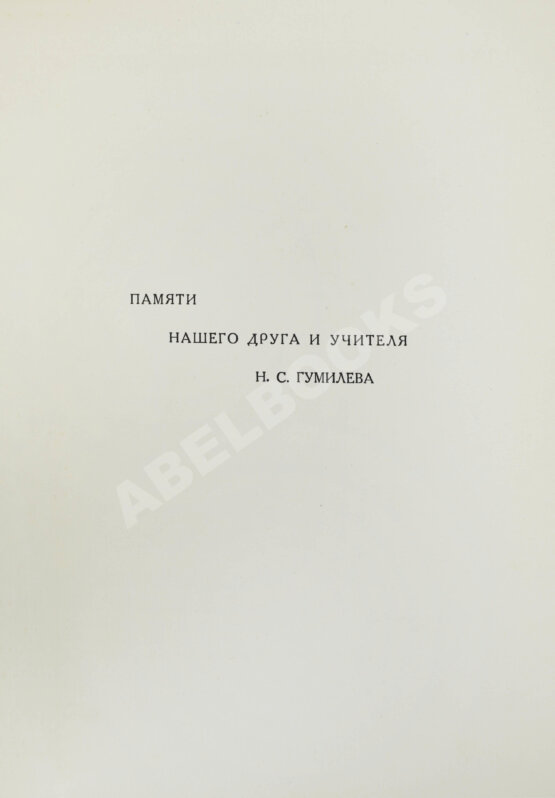 ПАМЯТИ
НАШЕГО ДРУГА И УЧИТЕЛЯ
Н. С. ГУМИЛЕВА
ABELBOOKS